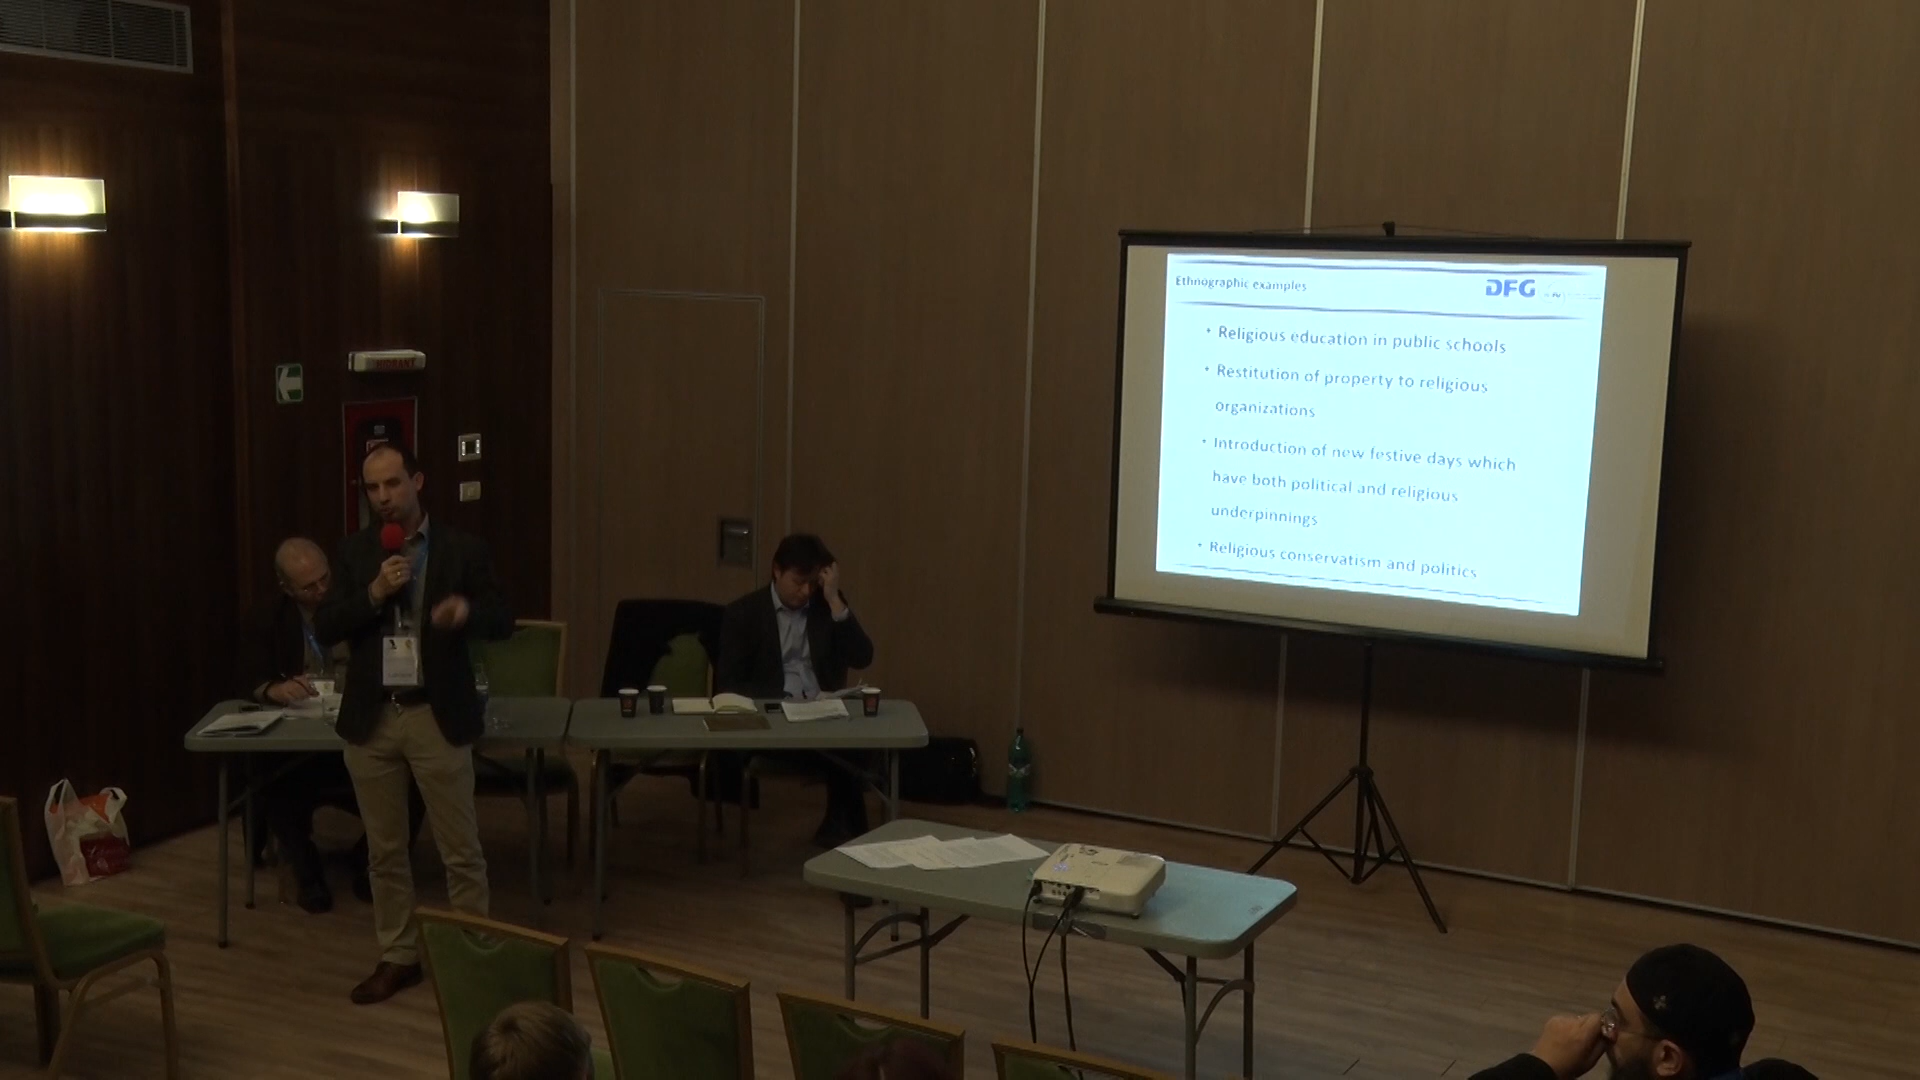 HIDRANT
Ethnographic examples
DFG
• Religious education in public schools
• Restitution of property to religious
organizations
• Introduction of new festive days which
have both political and religious
underpinnings
• Religious conservatism and politics